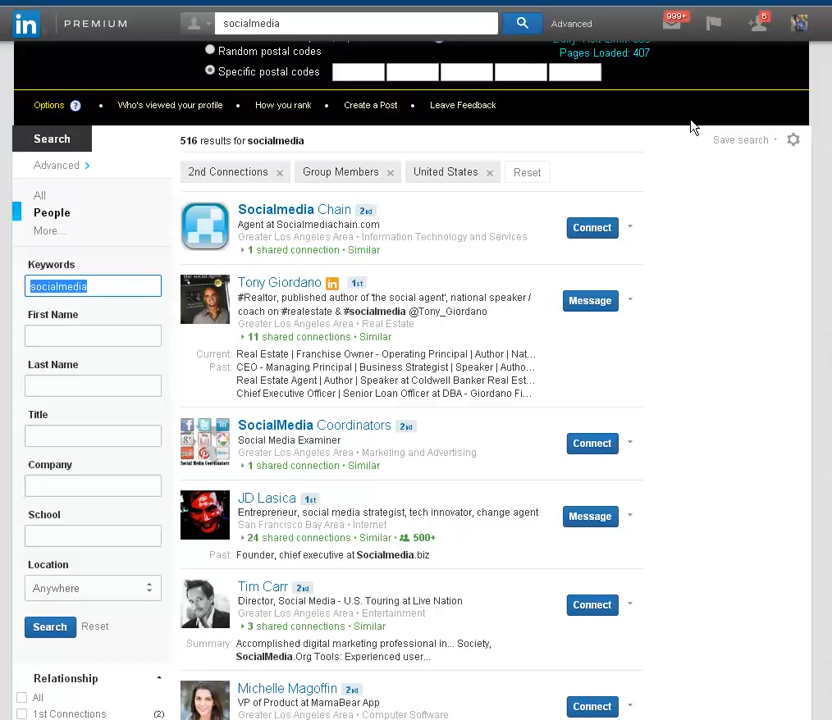 in PREMIUM socialmedia Advanced 999+ 6
Random postal codes
Pages Loaded: 407
Specific postal codes
Options ? • Who's viewed your profile • How you rank • Create a Post • Leave Feedback
Search
516 results for socialmedia
Save search
Advanced
2nd Connections × Group Members × United States × Reset
All
People
More...
Keywords
socialmedia
First Name
Last Name
Title
Company
School
Location
Anywhere
Search Reset
Relationship
All
1st Connections (2)
Socialmedia Chain 2nd
Agent at Socialmediachain.com
Greater Los Angeles Area • Information Technology and Services
1 shared connection • Similar
Connect
Tony Giordano in 1st
#Realtor, published author of 'the social agent', national speaker /
coach on #realestate & #socialmedia @Tony_Giordano
Greater Los Angeles Area • Real Estate
11 shared connections • Similar
Message
Current: Real Estate | Franchise Owner - Operating Principal | Author | Nat...
Past: CEO - Managing Principal | Business Strategist | Speaker | Autho...
Real Estate Agent | Author | Speaker at Coldwell Banker Real Est...
Chief Executive Officer | Senior Loan Officer at DBA - Giordano Fi...
SocialMedia Coordinators 2nd
Social Media Examiner
Greater Los Angeles Area • Marketing and Advertising
1 shared connection • Similar
Connect
Social Media Coordinators
JD Lasica 1st
Entrepreneur, social media strategist, tech innovator, change agent
San Francisco Bay Area • Internet
24 shared connections • Similar • 500+
Message
Past: Founder, chief executive at Socialmedia.biz
Tim Carr 2nd
Director, Social Media - U.S. Touring at Live Nation
Greater Los Angeles Area • Entertainment
3 shared connections • Similar
Connect
Summary: Accomplished digital marketing professional in... Society,
SocialMedia.Org Tools: Experienced user...
Michelle Magoffin 2nd
VP of Product at MamaBear App
Greater Los Angeles Area • Computer Software
Connect